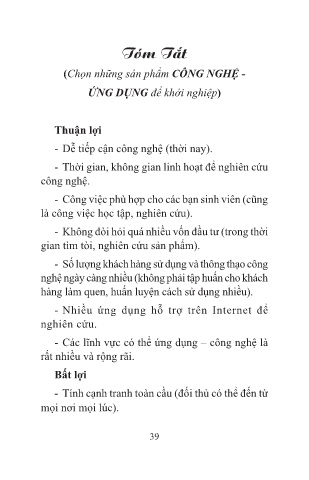 Tóm Tắt
(Chọn những sản phẩm CÔNG NGHỆ -
ỨNG DỤNG để khởi nghiệp)
Thuận lợi
- Dễ tiếp cận công nghệ (thời nay).
- Thời gian, không gian linh hoạt để nghiên cứu
công nghệ.
- Công việc phù hợp cho các bạn sinh viên (cũng
là công việc học tập, nghiên cứu).
- Không đòi hỏi quá nhiều vốn đầu tư (trong thời
gian tìm tòi, nghiên cứu sản phẩm).
- Số lượng khách hàng sử dụng và thông thạo công
nghệ ngày càng nhiều (không phải tập huấn cho khách
hàng làm quen, huấn luyện cách sử dụng nhiều).
- Nhiều ứng dụng hỗ trợ trên Internet để
nghiên cứu.
- Các lĩnh vực có thể ứng dụng – công nghệ là
rất nhiều và rộng rãi.
Bất lợi
- Tính cạnh tranh toàn cầu (đối thủ có thể đến từ
mọi nơi mọi lúc).
39